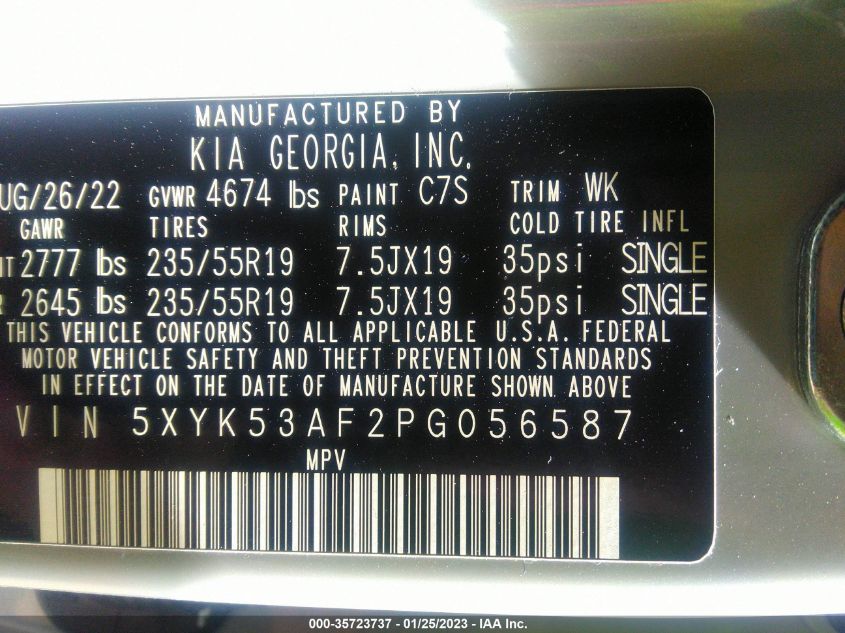 MANUFACTURED BY
KIA GEORGIA, INC.
UG/26/22 GVWR 4674 lbs PAINT C7S TRIM WK
GAWR TIRES RIMS COLD TIRE INFL
NT 2777 lbs 235/55R19 7.5JX19 35psi SINGLE
R 2645 lbs 235/55R19 7.5JX19 35psi SINGLE
THIS VEHICLE CONFORMS TO ALL APPLICABLE U.S.A. FEDERAL
MOTOR VEHICLE SAFETY AND THEFT PREVENTION STANDARDS
IN EFFECT ON THE DATE OF MANUFACTURE SHOWN ABOVE
VIN 5XYK53AF2PG056587
MPV
000-35723737 - 01/25/2023 - IAA Inc.